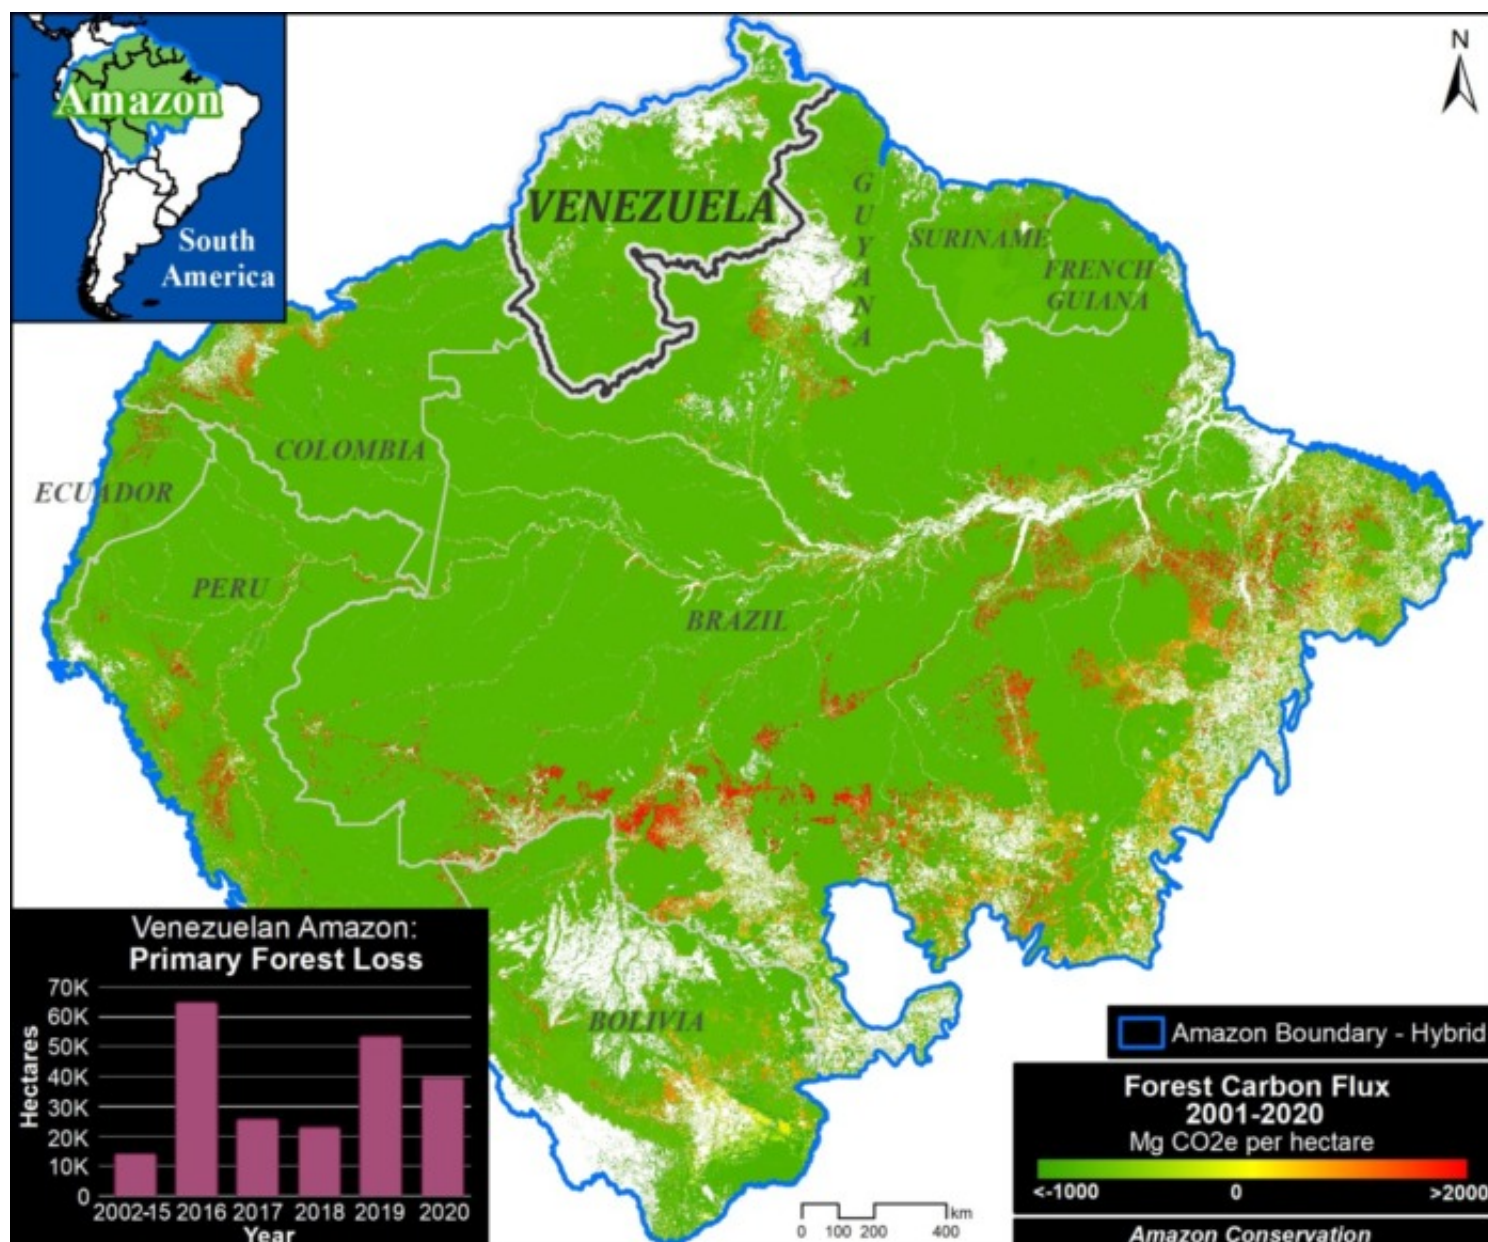 Amazon
South
America
N
VENEZUELA
GUYANA
SURINAME
FRENCH
GUIANA
COLOMBIA
ECUADOR
PERU
BRAZIL
BOLIVIA
Venezuelan Amazon:
Primary Forest Loss
Hectares
70K
60K
50K
40K
30K
20K
10K
0
2002-15 2016 2017 2018 2019 2020
Year
Amazon Boundary - Hybrid
Forest Carbon Flux
2001-2020
Mg CO2e per hectare
<-1000 0 >2000
km
0 100 200 400
Amazon Conservation